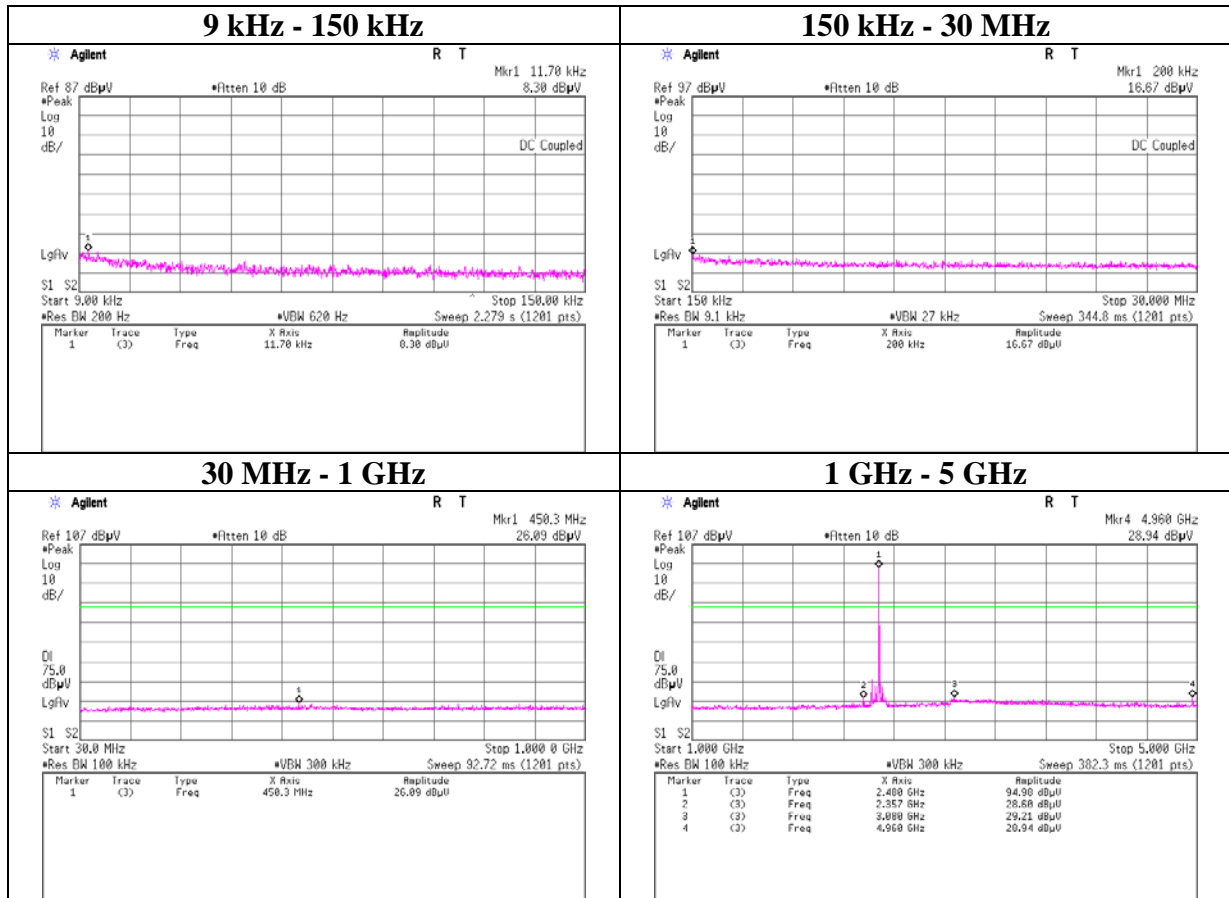 9 kHz - 150 kHz
Agilent R T
Mkr1 11.70 kHz
Ref 87 dBµV #Atten 10 dB 8.30 dBµV
#Peak
Log
10
dB/
DC Coupled
1
LgAv
S1 S2
Start 9.00 kHz Stop 150.00 kHz
#Res BW 200 Hz #VBW 620 Hz Sweep 2.279 s (1201 pts)
Marker Trace Type X Axis Amplitude
1 (3) Freq 11.70 kHz 8.30 dBµV
150 kHz - 30 MHz
Agilent R T
Mkr1 200 kHz
Ref 97 dBµV #Atten 10 dB 16.67 dBµV
#Peak
Log
10
dB/
DC Coupled
1
LgAv
S1 S2
Start 150 kHz Stop 30.000 MHz
#Res BW 9.1 kHz #VBW 27 kHz Sweep 344.8 ms (1201 pts)
Marker Trace Type X Axis Amplitude
1 (3) Freq 200 kHz 16.67 dBµV
30 MHz - 1 GHz
Agilent R T
Mkr1 450.3 MHz
Ref 107 dBµV #Atten 10 dB 26.09 dBµV
#Peak
Log
10
dB/
DI
75.0
dBµV
1
LgAv
S1 S2
Start 30.0 MHz Stop 1.000 0 GHz
#Res BW 100 kHz #VBW 300 kHz Sweep 92.72 ms (1201 pts)
Marker Trace Type X Axis Amplitude
1 (3) Freq 450.3 MHz 26.09 dBµV
1 GHz - 5 GHz
Agilent R T
Mkr4 4.960 GHz
Ref 107 dBµV #Atten 10 dB 28.94 dBµV
#Peak
1
Log
10
dB/
DI
75.0
dBµV
2 3 4
LgAv
S1 S2
Start 1.000 GHz Stop 5.000 GHz
#Res BW 100 kHz #VBW 300 kHz Sweep 382.3 ms (1201 pts)
Marker Trace Type X Axis Amplitude
1 (3) Freq 2.480 GHz 94.98 dBµV
2 (3) Freq 2.357 GHz 28.60 dBµV
3 (3) Freq 3.080 GHz 29.21 dBµV
4 (3) Freq 4.960 GHz 28.94 dBµV